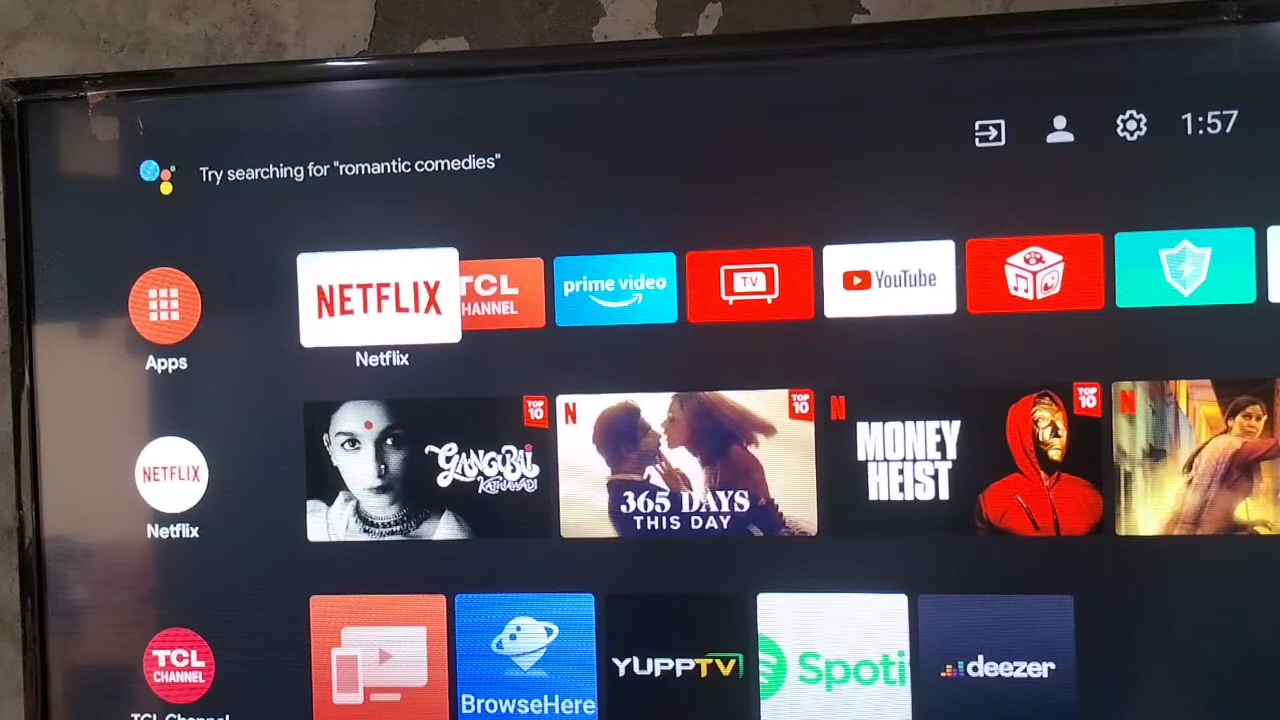 1:57
Try searching for "romantic comedies"
NETFLIX
TCL
HANNEL
prime video
TV
YouTube
Apps
Netflix
TOP
10
N
TOP
10
N
TOP
10
N
GANGUBAI
KATHIAWADI
365 DAYS
THIS DAY
MONEY
HEIST
NETFLIX
Netflix
TCL
CHANNEL
BrowseHere
YUPPTV
Spoti
deezer
TCL Channel